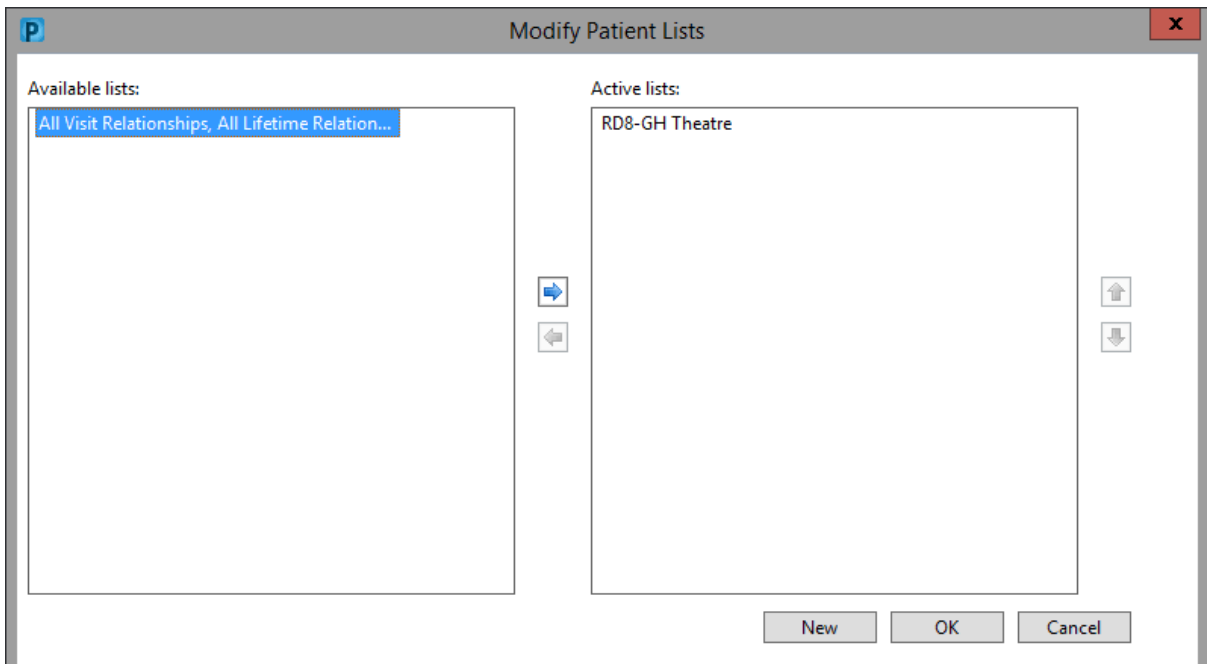 P
Modify Patient Lists
x
Available lists:
Active lists:
All Visit Relationships, All Lifetime Relation...
RD8-GH Theatre
New
OK
Cancel